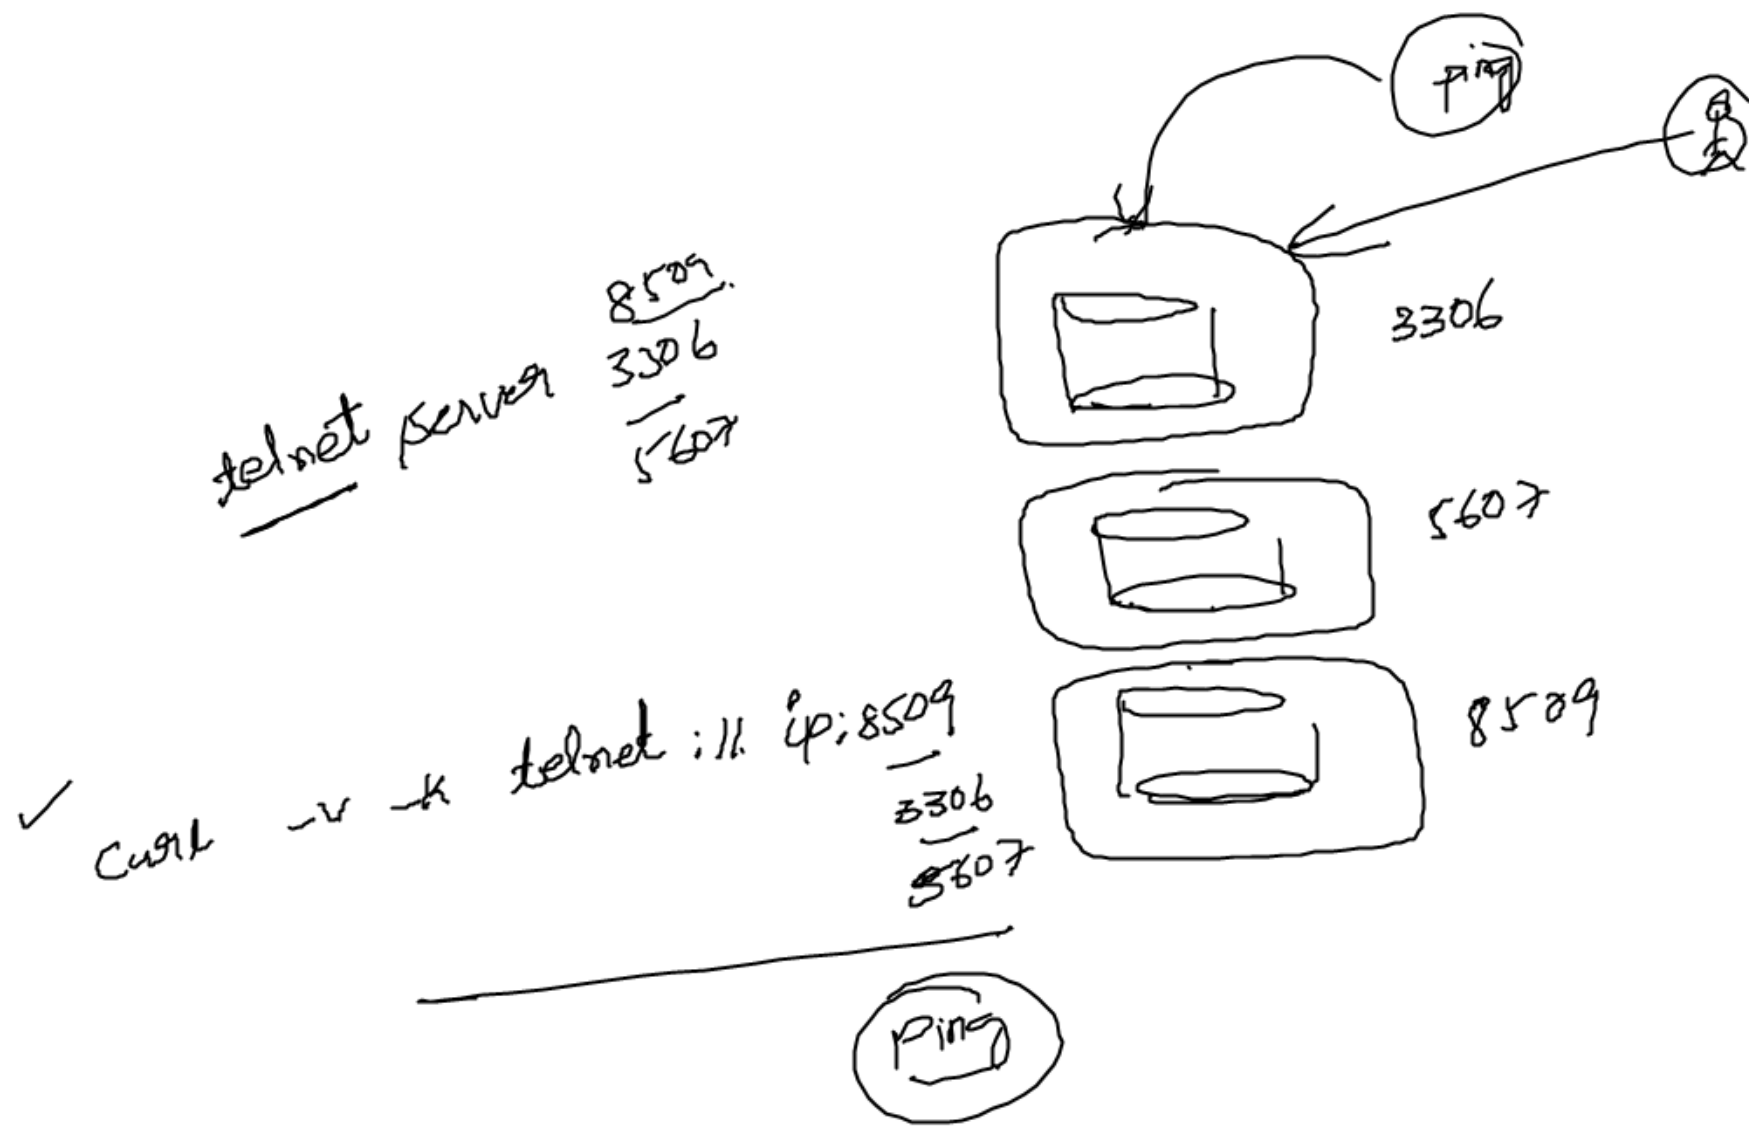 ping
8509
3306
telnet server
5607
3306
5607
8509
curl -v -k telnet :// ip:8509
3306
5607
ping